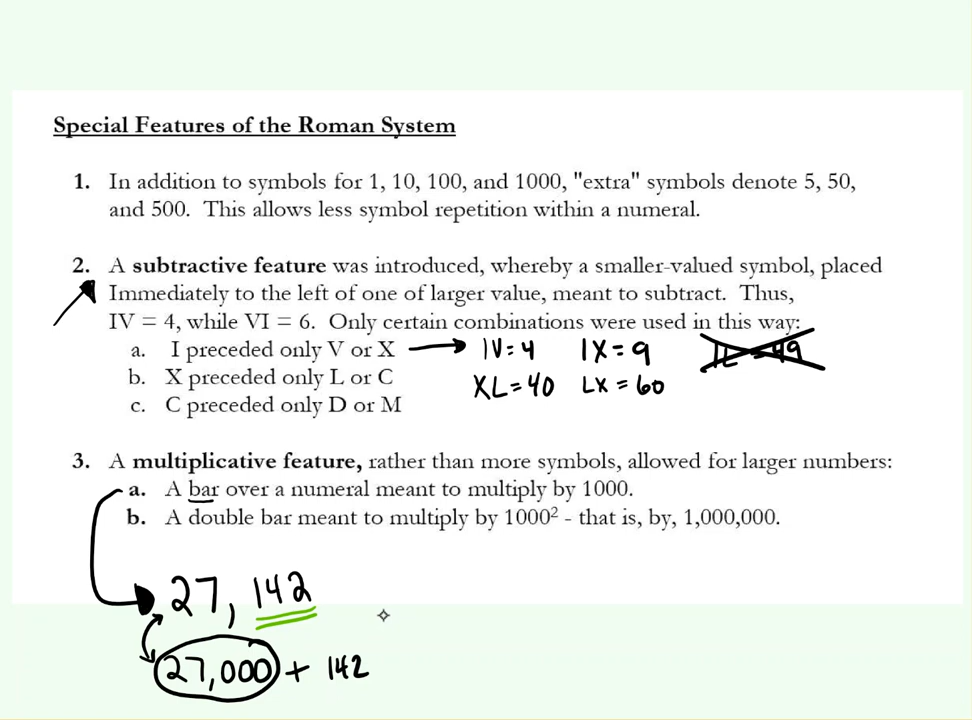 Special Features of the Roman System
1. In addition to symbols for 1, 10, 100, and 1000, "extra" symbols denote 5, 50,
and 500. This allows less symbol repetition within a numeral.
2. A subtractive feature was introduced, whereby a smaller-valued symbol, placed
Immediately to the left of one of larger value, meant to subtract. Thus,
IV = 4, while VI = 6. Only certain combinations were used in this way:
a. I preceded only V or X IV=4 IX=9 IL=49
b. X preceded only L or C XL=40 LX=60
c. C preceded only D or M
3. A multiplicative feature, rather than more symbols, allowed for larger numbers:
a. A bar over a numeral meant to multiply by 1000.
b. A double bar meant to multiply by 1000² - that is, by, 1,000,000.
27,142
27,000 + 142